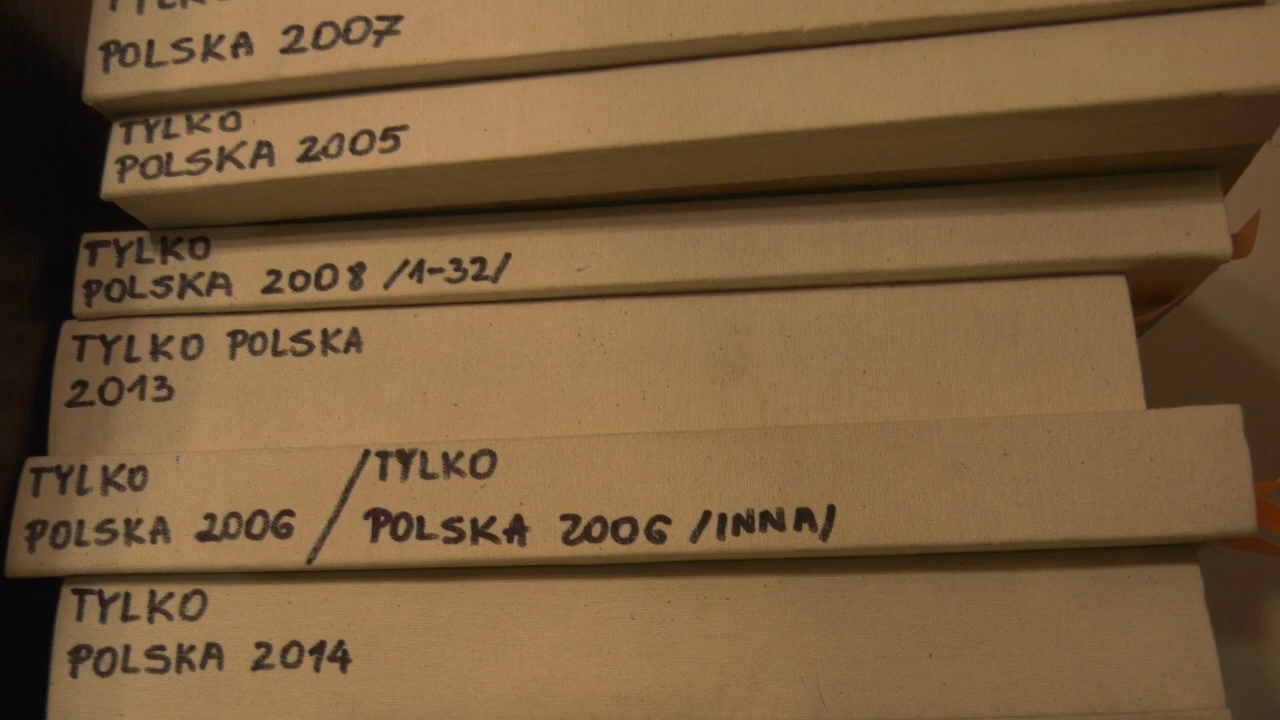 TYLKO
POLSKA 2007
TYLKO
POLSKA 2005
TYLKO
POLSKA 2008 /1-32/
TYLKO POLSKA
2013
TYLKO / TYLKO
POLSKA 2006 / POLSKA 2006 /INNA/
TYLKO
POLSKA 2014